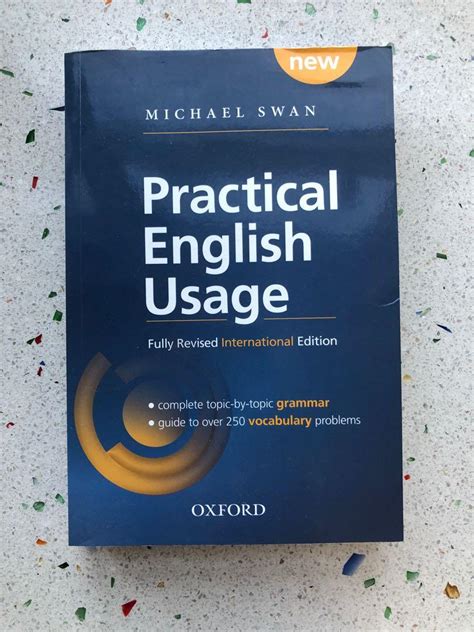 new
MICHAEL SWAN
Practical
English
Usage
Fully Revised International Edition
• complete topic-by-topic grammar
• guide to over 250 vocabulary problems
OXFORD